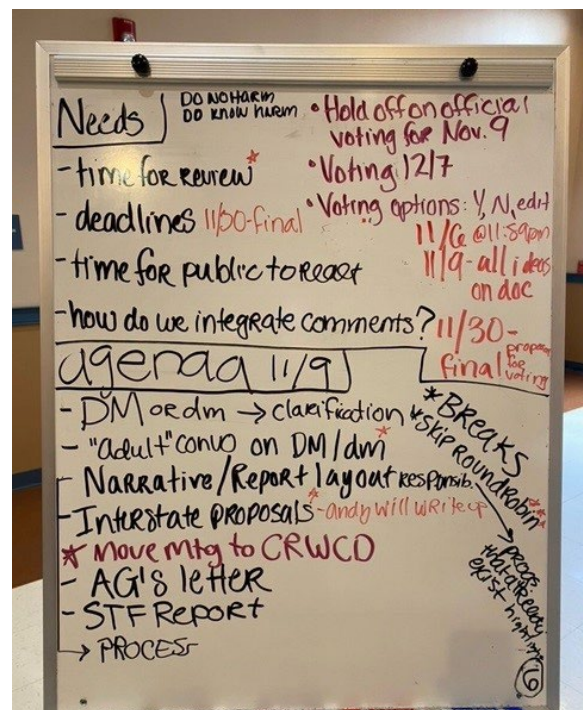 Needs
DO NO HARM
DO KNOW HARM
- time for review*
- deadlines 11/30-final
- time for public to react
- how do we integrate comments?
• Hold off on official
voting for Nov. 9
• Voting 12/7
• Voting options: Y, N, edit
11/6 @ 11:59pm
11/9-all ideas
on doc
11/30-
proposal
for
voting
final
agenda 11/9
- DM or dm → clarification
- "adult" convo on DM/dm*
- Narrative/Report layout responsib.
- Interstate PROPOSALS*-andy will write up
* Move mtg to CRWCD
- AG's letter
- STF Report
→ PROCESS
*BREAKS
*SKIP ROUND Robin**
progs
that already
exist
6